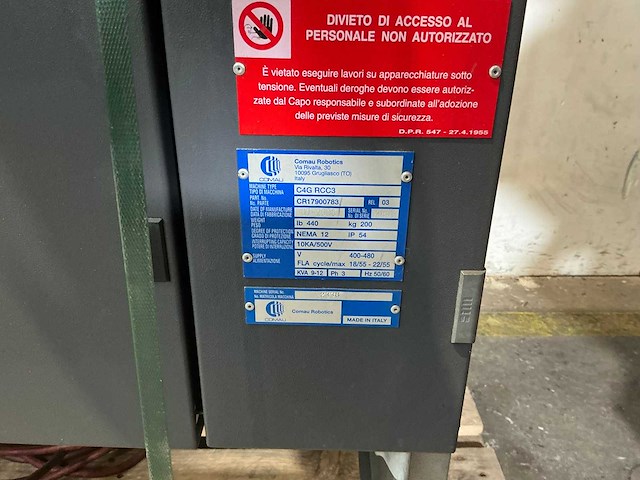 DIVIETO DI ACCESSO AL
PERSONALE NON AUTORIZZATO
È vietato eseguire lavori su apparecchiature sotto
tensione. Eventuali deroghe devono essere autoriz-
zate dal Capo responsabile e subordinate all'adozione
delle previste misure di sicurezza.
D.P.R. 547 - 27.4.1955
COMAU
Comau Robotics
Via Rivalta, 30
10095 Grugliasco (TO)
Italy
MACHINE TYPE
TIPO DI MACCHINA
C4G RCC3
PART No.
No. PARTE
CR17900783
REL 03
DATE OF MANUFACTURE
DATA DI FABBRICAZIONE
SERIAL No.
No. DI SERIE
WEIGHT
PESO
lb 440
kg 200
DEGREE OF PROTECTION
GRADO DI PROTEZIONE
NEMA 12
IP 54
INTERRUPTING CAPACITY
POTERE DI INTERRUZIONE
10KA/500V
SUPPLY
ALIMENTAZIONE
V 400-480
FLA cycle/max 18/55 - 22/55
KVA 9-12
Ph 3
Hz 50/60
MACHINE SERIAL No.
No. MATRICOLA MACCHINA
COMAU
Comau Robotics
MADE IN ITALY